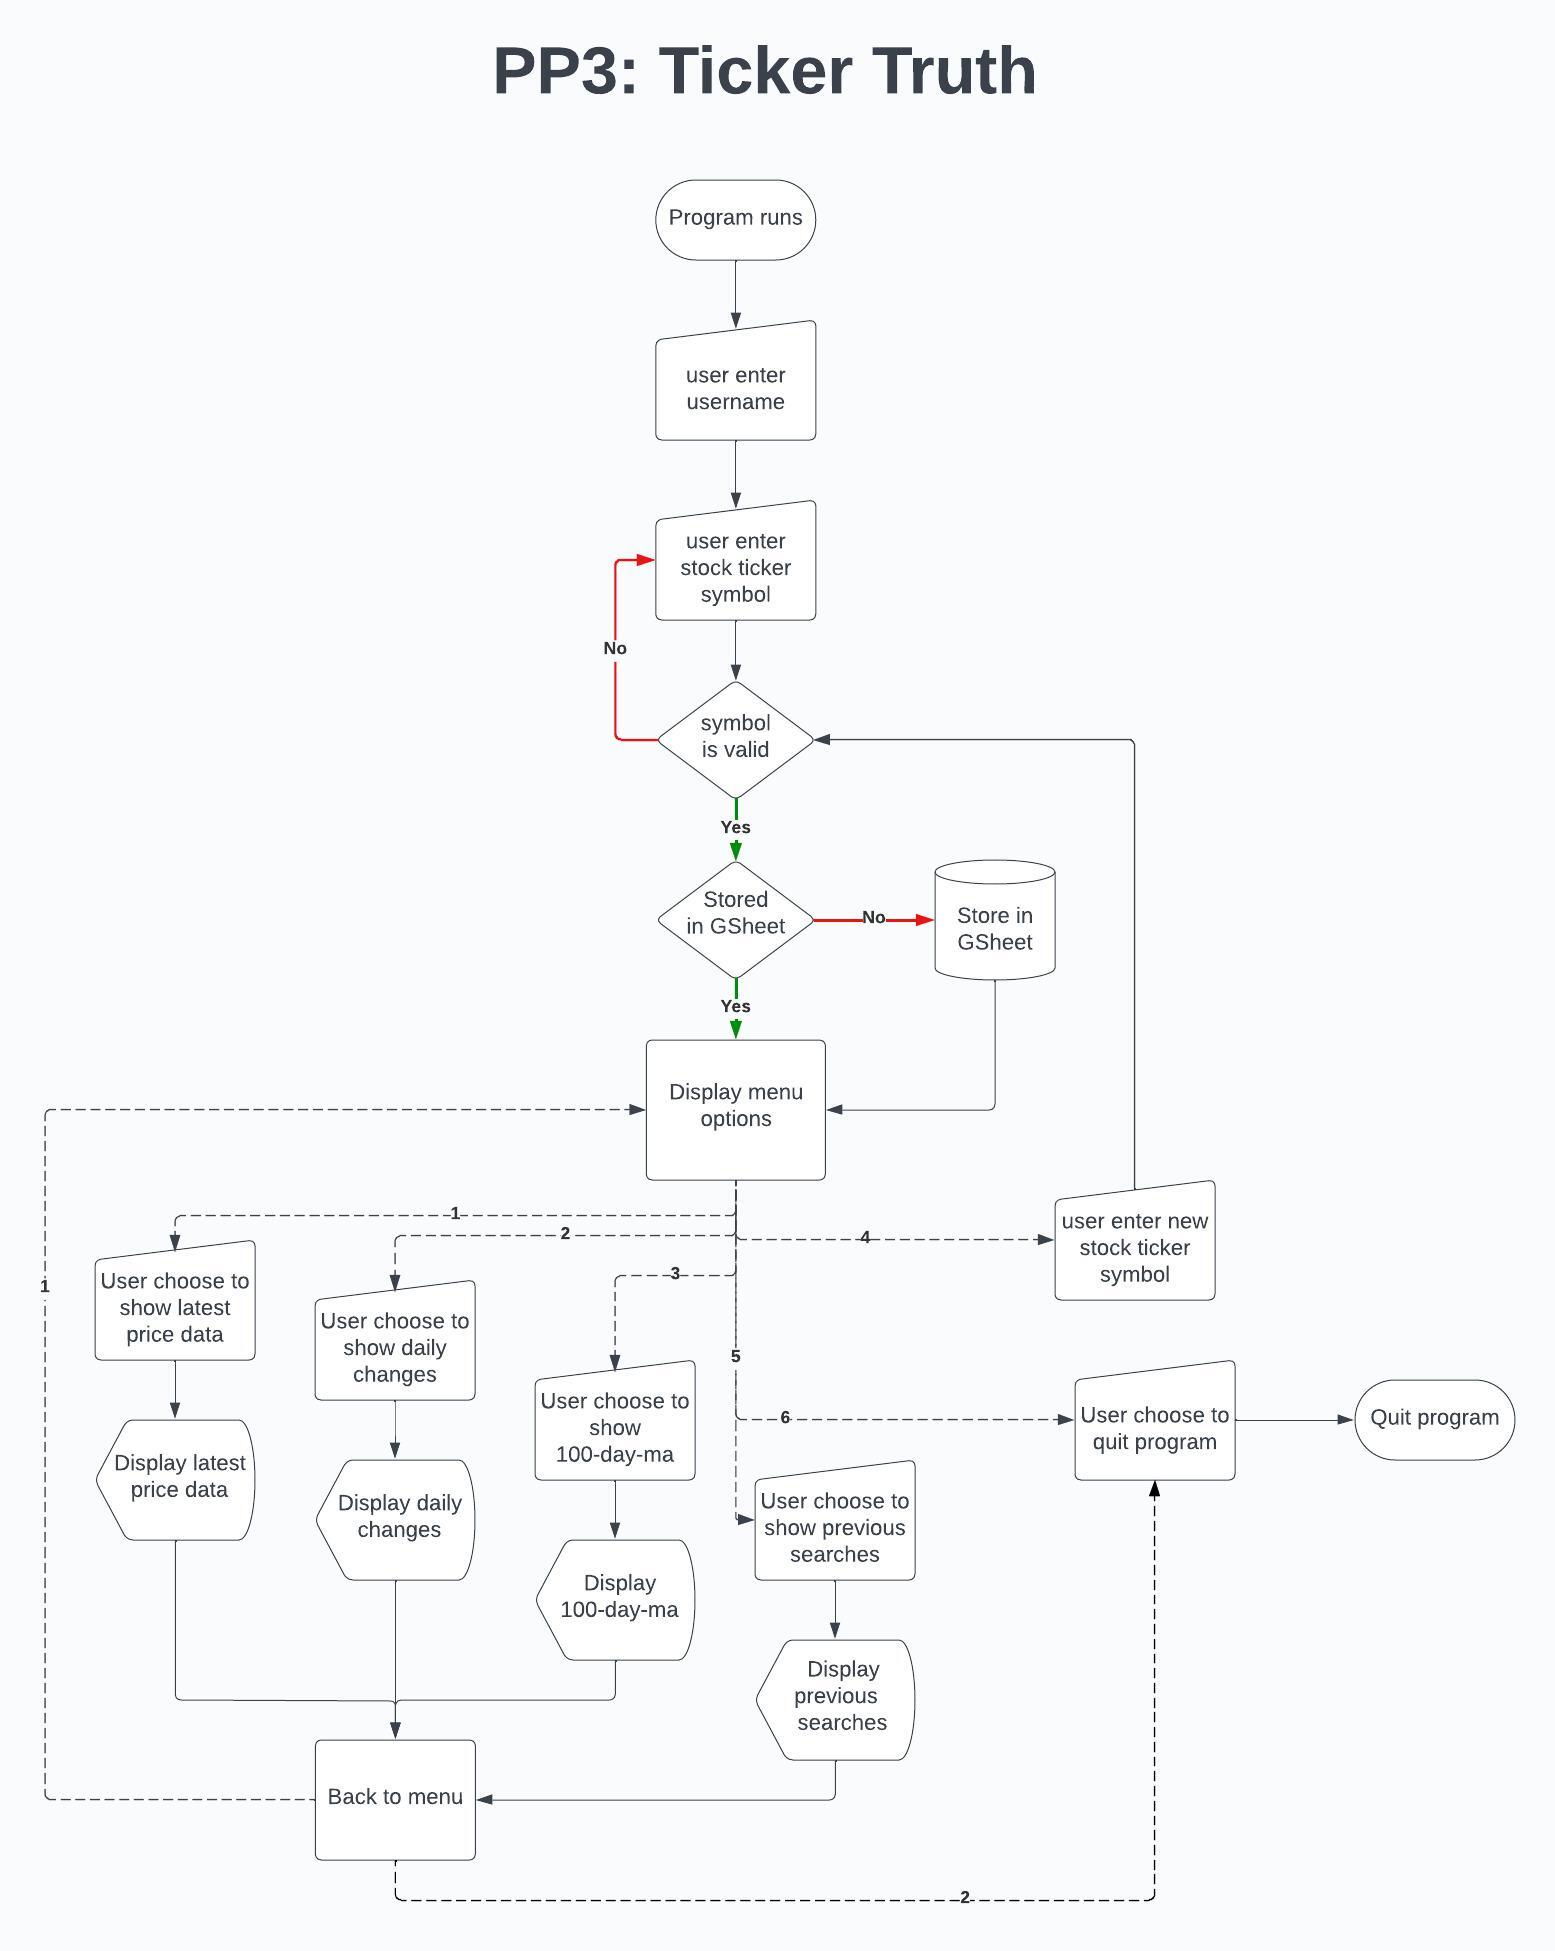 PP3: Ticker Truth
Program runs
user enter
username
user enter
stock ticker
symbol
No
symbol
is valid
Yes
Stored
in GSheet
No
Store in
GSheet
Yes
Display menu
options
1
2
3
4
5
6
1
user enter new
stock ticker
symbol
User choose to
show latest
price data
User choose to
show daily
changes
User choose to
show
100-day-ma
User choose to
quit program
Quit program
Display latest
price data
Display daily
changes
User choose to
show previous
searches
Display
100-day-ma
Display
previous
searches
Back to menu
2